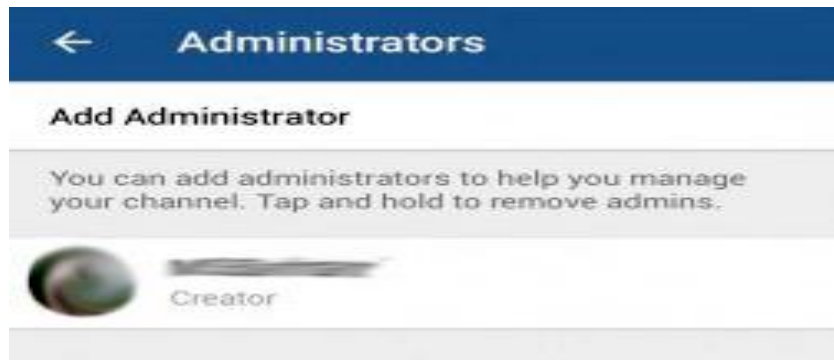 Administrators
Add Administrator
You can add administrators to help you manage
your channel. Tap and hold to remove admins.
Creator